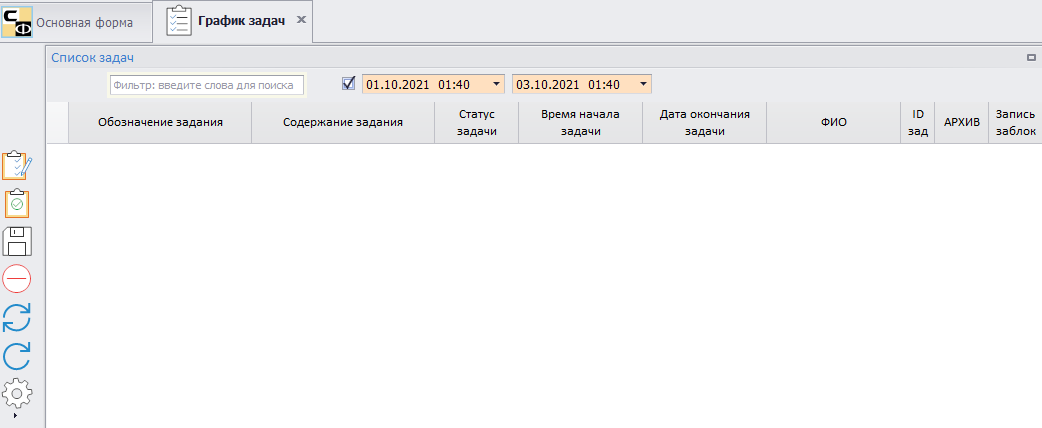 СФ Основная форма График задач
Список задач
Фильтр: введите слова для поиска 01.10.2021 01:40 03.10.2021 01:40
Обозначение задания
Содержание задания
Статус
задачи
Время начала
задачи
Дата окончания
задачи
ФИО
ID
зад
АРХИВ
Запись
заблок